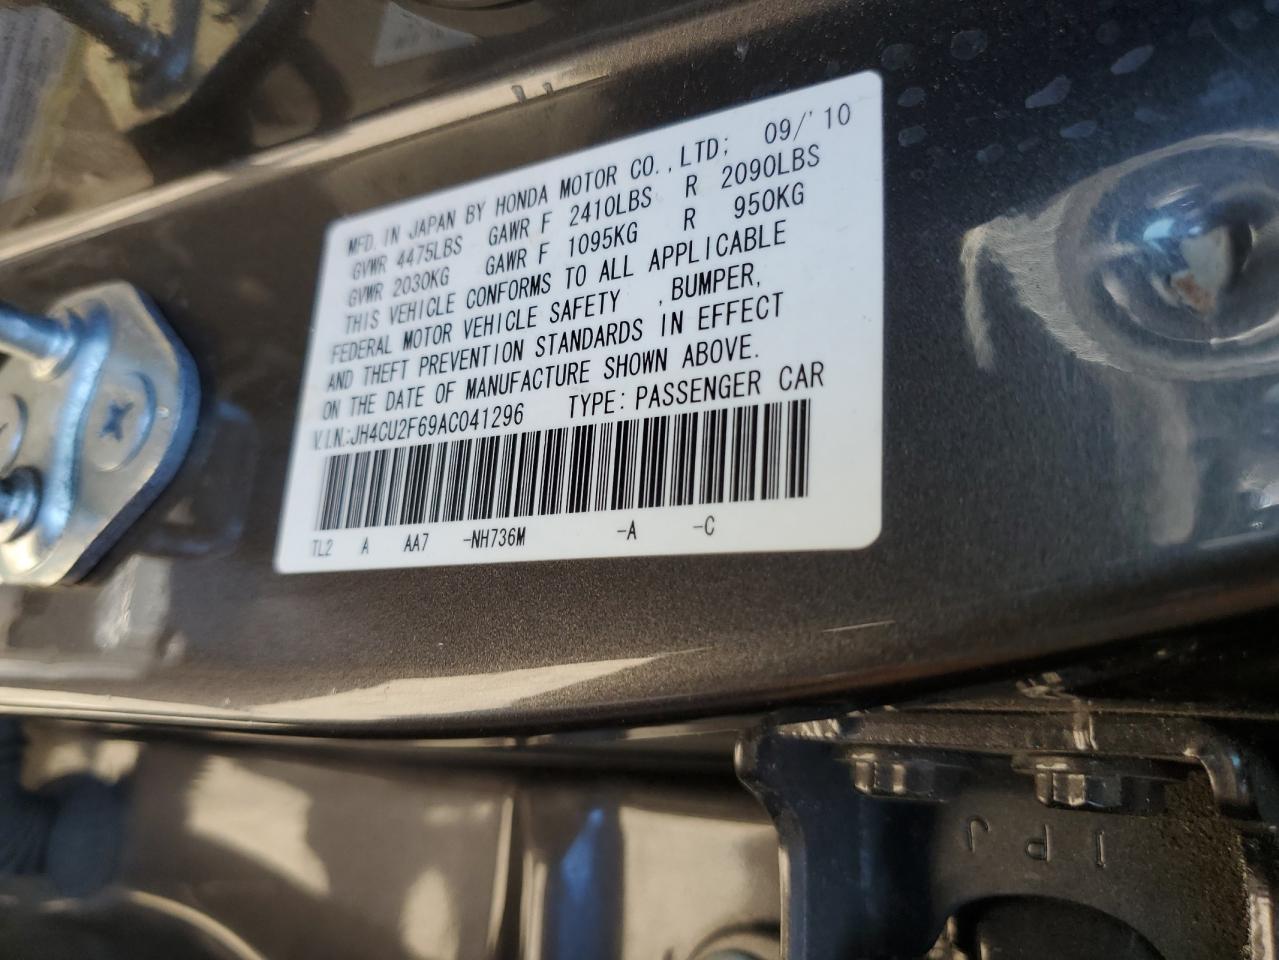 MFD. IN JAPAN BY HONDA MOTOR CO., LTD; 09/'10
GVWR 4475LBS GAWR F 2410LBS R 2090LBS
GVWR 2030KG GAWR F 1095KG R 950KG
THIS VEHICLE CONFORMS TO ALL APPLICABLE
FEDERAL MOTOR VEHICLE SAFETY , BUMPER,
AND THEFT PREVENTION STANDARDS IN EFFECT
ON THE DATE OF MANUFACTURE SHOWN ABOVE.
V.I.N.:JH4CU2F69AC041296 TYPE: PASSENGER CAR
TL2 A AA7 -NH736M -A -C
1PJ